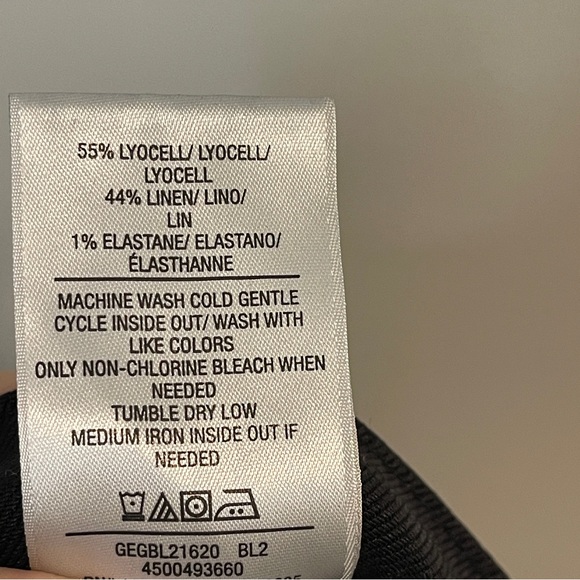 55% LYOCELL/ LYOCELL/
LYOCELL
44% LINEN/ LINO/
LIN
1% ELASTANE/ ELASTANO/
ÉLASTHANNE
MACHINE WASH COLD GENTLE
CYCLE INSIDE OUT/ WASH WITH
LIKE COLORS
ONLY NON-CHLORINE BLEACH WHEN
NEEDED
TUMBLE DRY LOW
MEDIUM IRON INSIDE OUT IF
NEEDED
GEGBL21620 BL2
4500493660